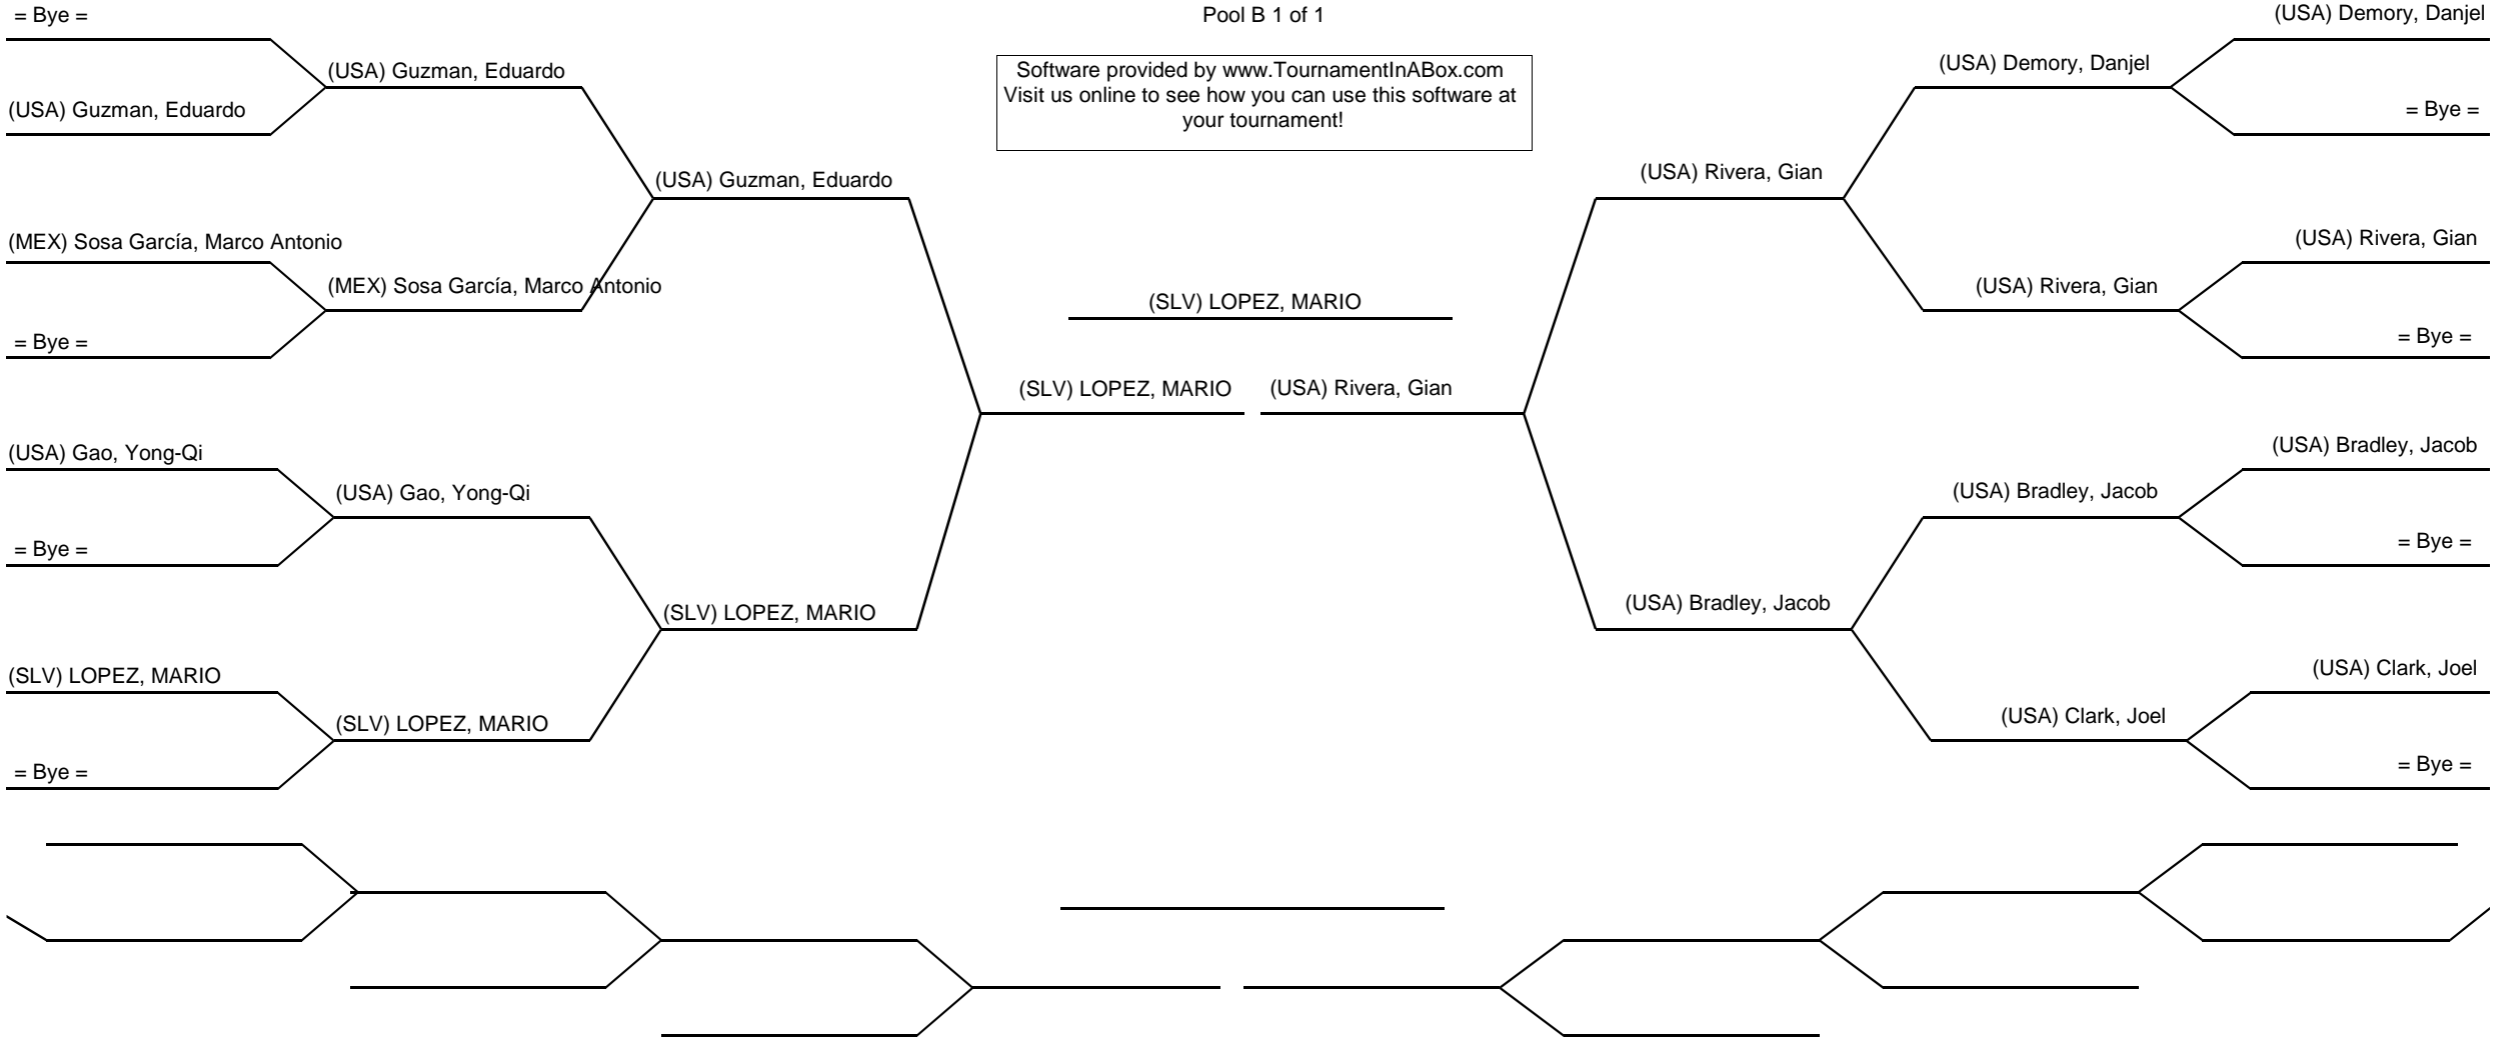 = Bye =
Pool B 1 of 1
(USA) Demory, Danjel
Software provided by www.TournamentInABox.com
Visit us online to see how you can use this software at
your tournament!
(USA) Guzman, Eduardo
(USA) Demory, Danjel
(USA) Guzman, Eduardo
= Bye =
(USA) Guzman, Eduardo
(USA) Rivera, Gian
(MEX) Sosa García, Marco Antonio
(USA) Rivera, Gian
(MEX) Sosa García, Marco Antonio
(USA) Rivera, Gian
(SLV) LOPEZ, MARIO
= Bye =
= Bye =
(SLV) LOPEZ, MARIO
(USA) Rivera, Gian
(USA) Gao, Yong-Qi
(USA) Bradley, Jacob
(USA) Gao, Yong-Qi
(USA) Bradley, Jacob
= Bye =
= Bye =
(SLV) LOPEZ, MARIO
(USA) Bradley, Jacob
(SLV) LOPEZ, MARIO
(USA) Clark, Joel
(SLV) LOPEZ, MARIO
(USA) Clark, Joel
= Bye =
= Bye =